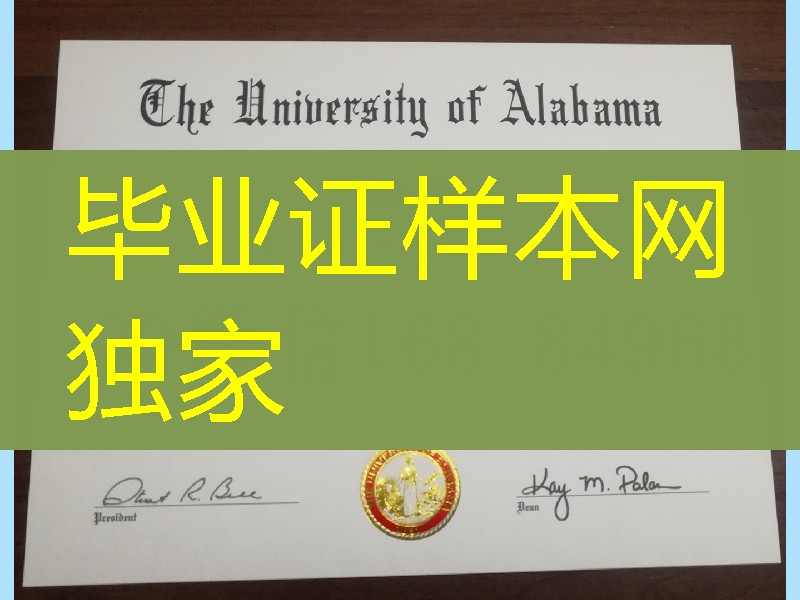 The University of Alabama
毕业证样本网
独家
President
Dean
Kay M. Palan